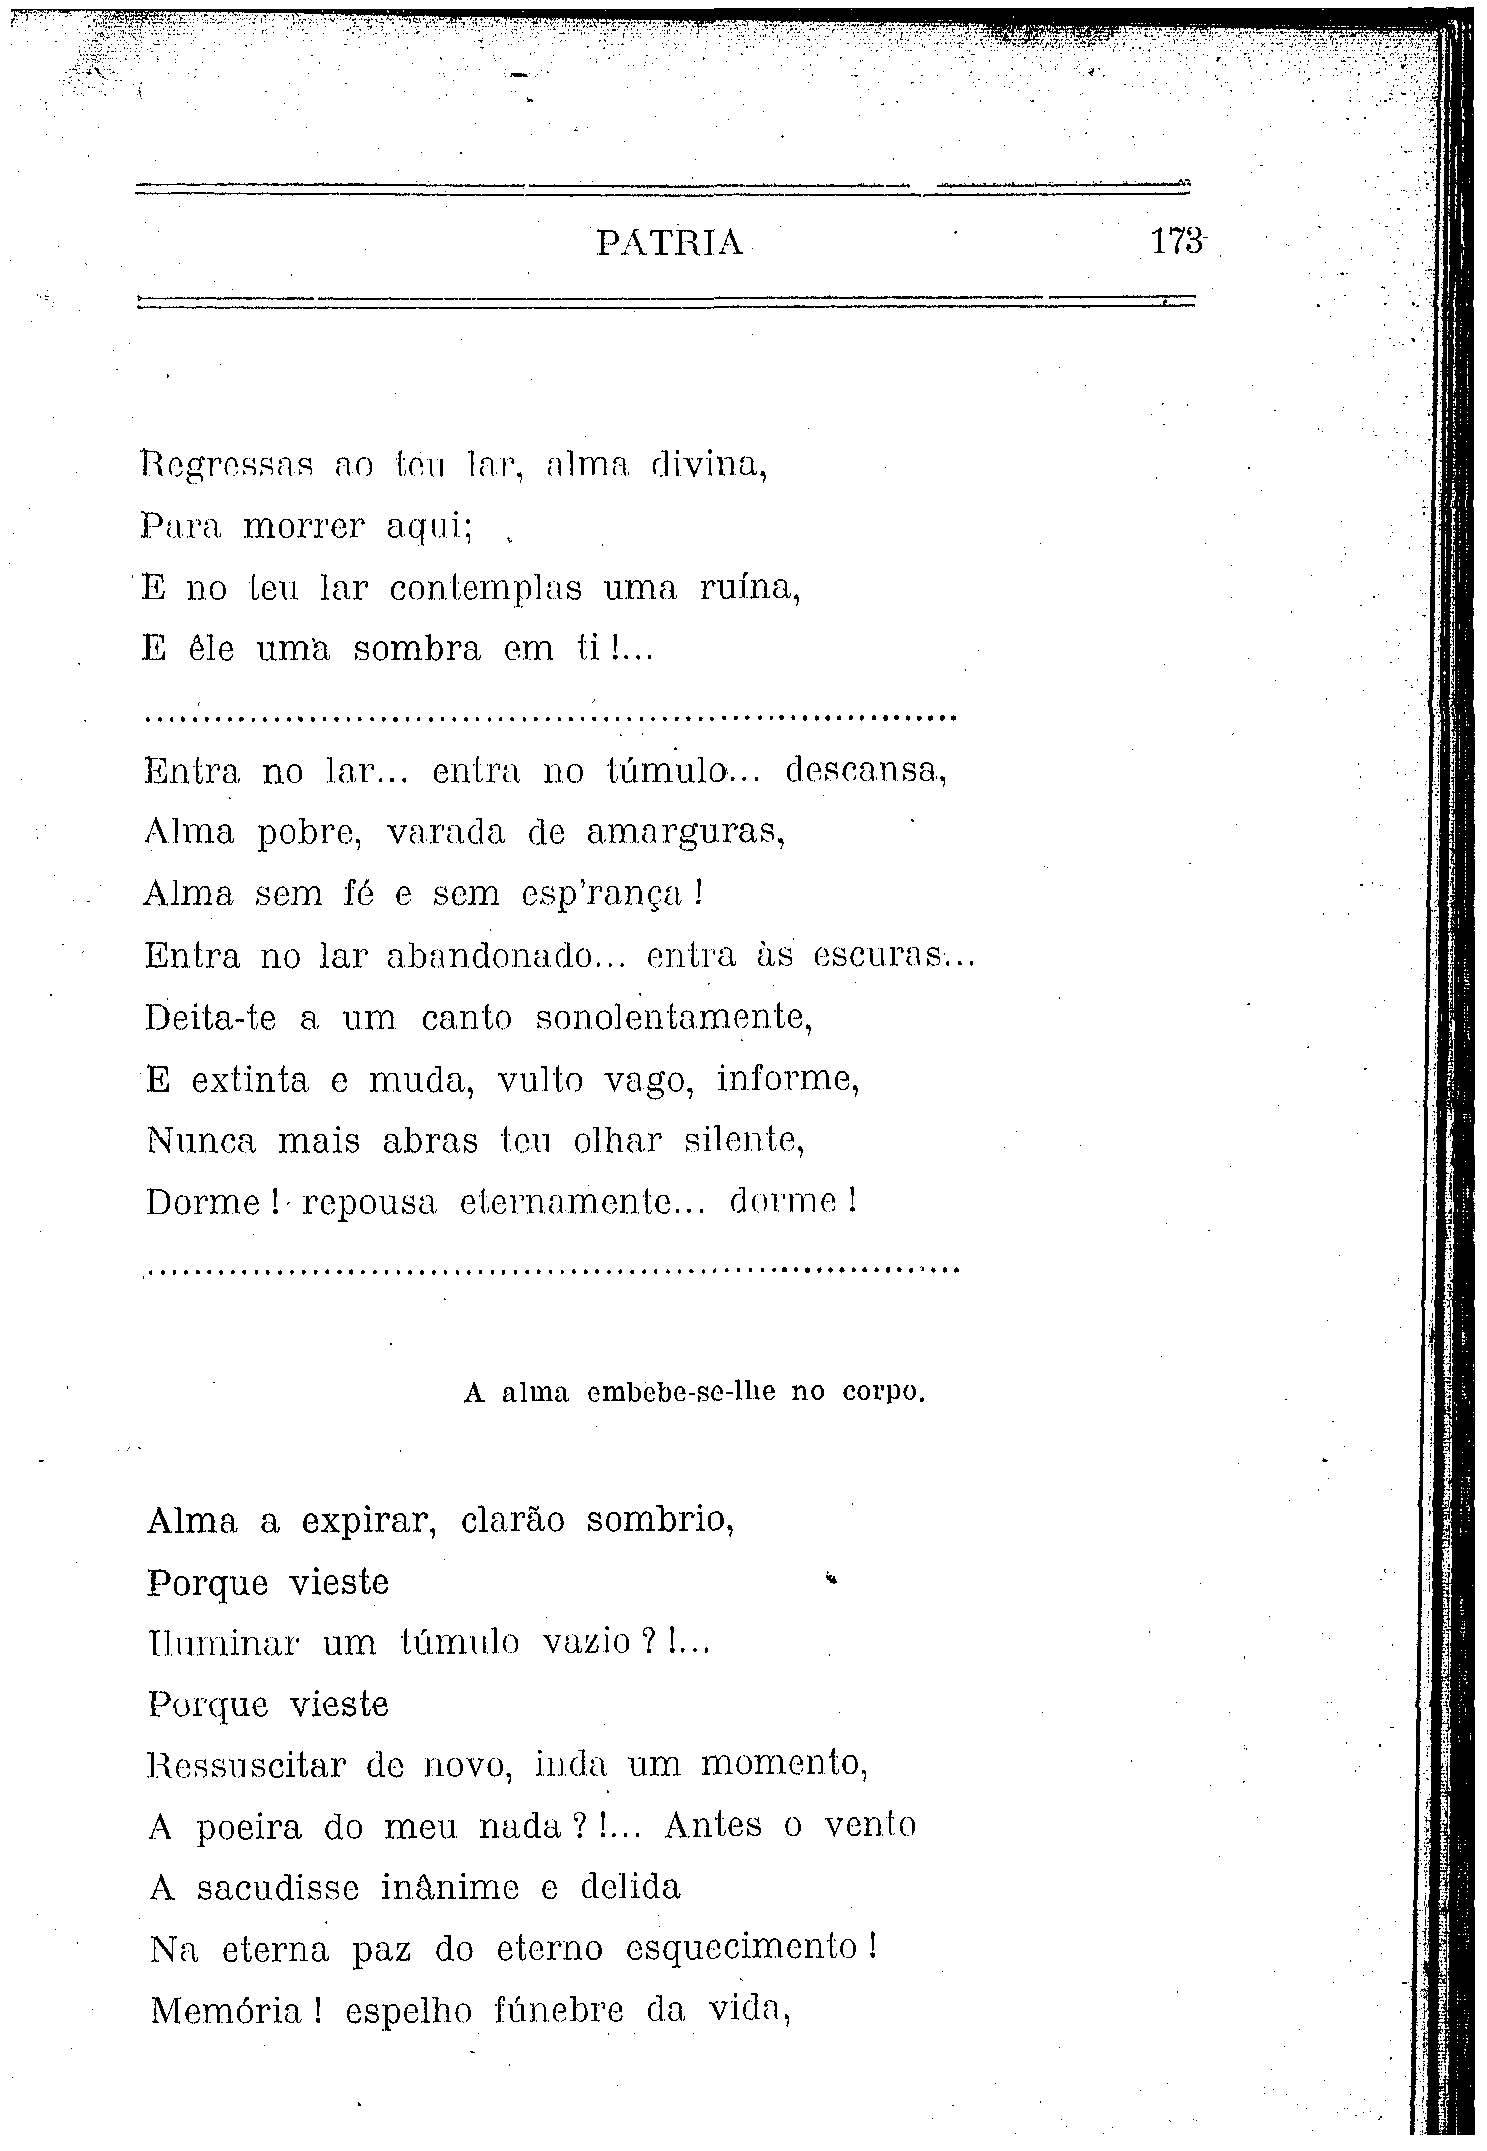 PATRIA 173
Regressas ao teu lar, alma divina,
Para morrer aqui;
E no teu lar contemplas uma ruína,
E êle uma sombra em ti !...
......................................................................
Entra no lar... entra no túmulo... descansa,
Alma pobre, varada de amarguras,
Alma sem fé e sem esp'rança !
Entra no lar abandonado... entra às escuras...
Deita-te a um canto sonolentamente,
E extinta e muda, vulto vago, informe,
Nunca mais abras teu olhar silente,
Dorme ! repousa eternamente... dorme !
......................................................................
A alma embebe-se-lhe no corpo.
Alma a expirar, clarão sombrio,
Porque vieste
Iluminar um túmulo vazio ? !...
Porque vieste
Ressuscitar de novo, inda um momento,
A poeira do meu nada ? !... Antes o vento
A sacudisse inânime e delida
Na eterna paz do eterno esquecimento !
Memória ! espelho fúnebre da vida,